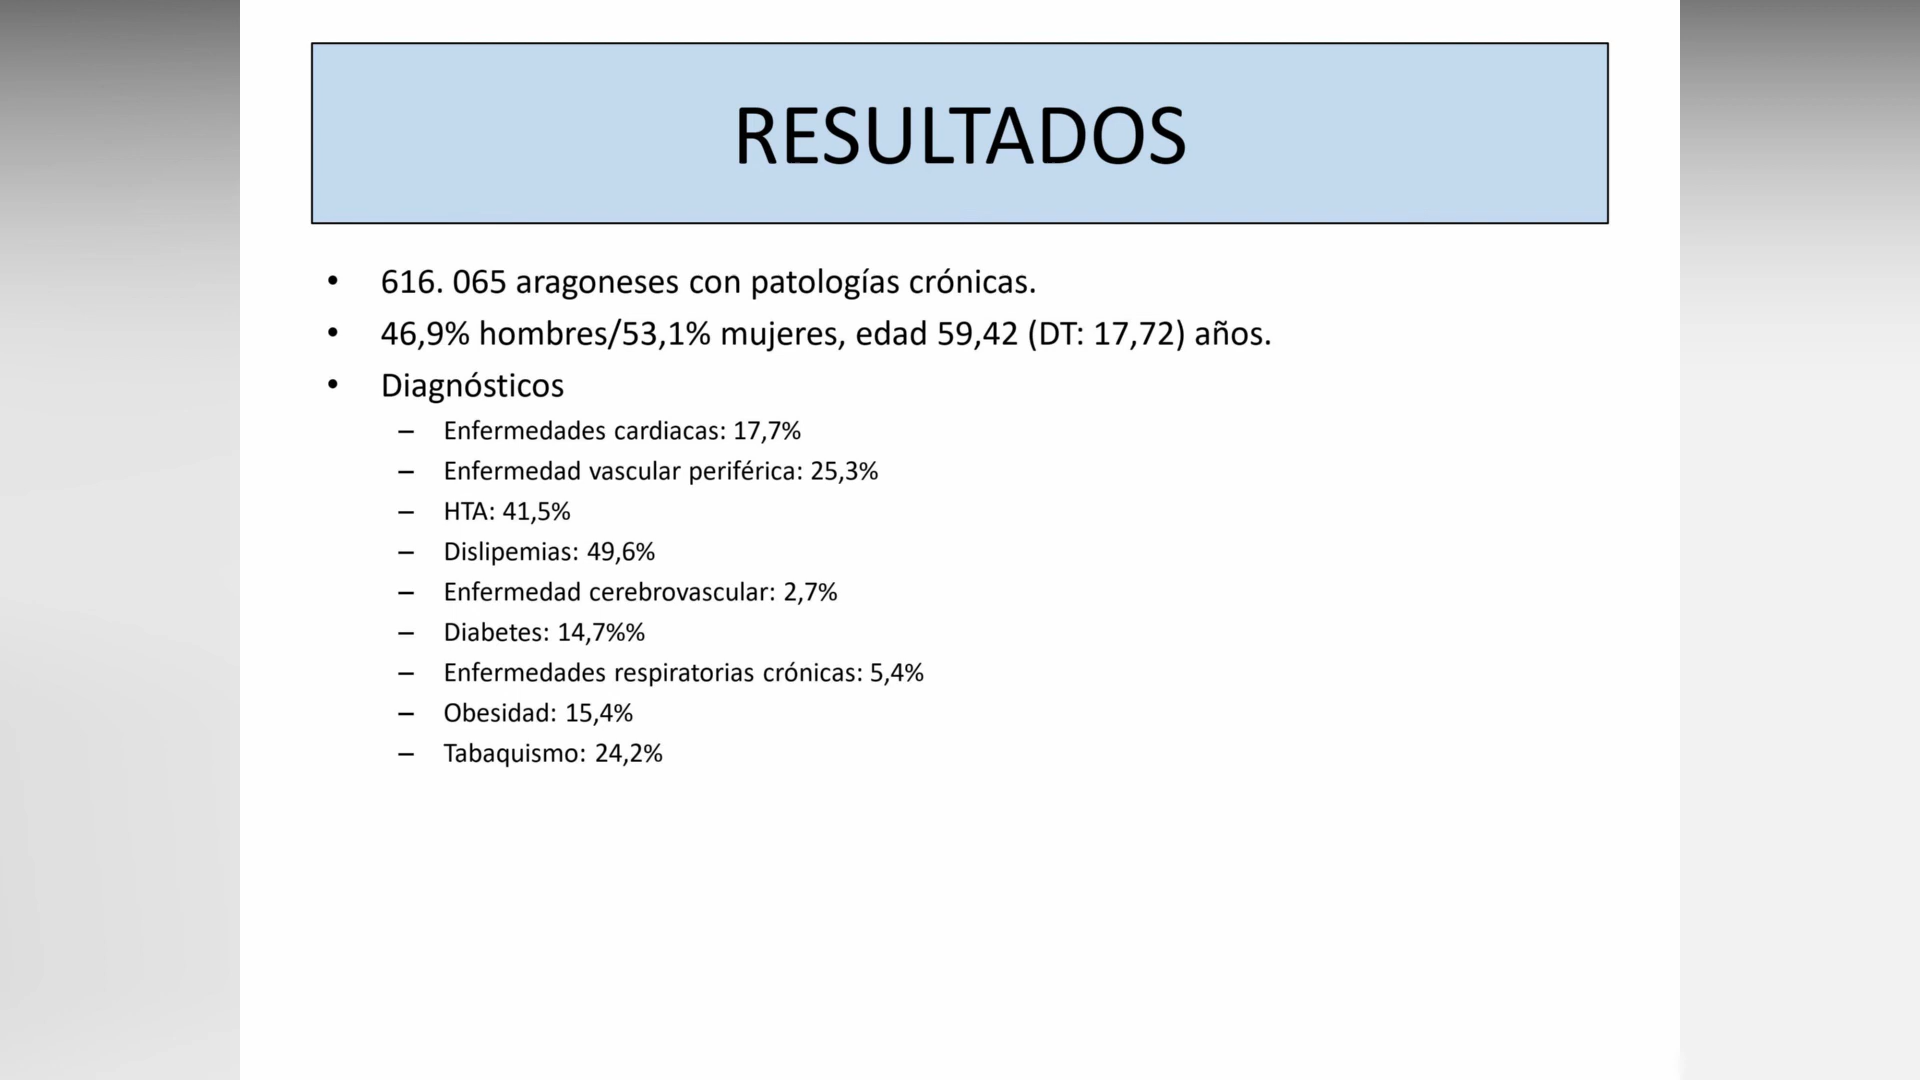 RESULTADOS
• 616. 065 aragoneses con patologías crónicas.
• 46,9% hombres/53,1% mujeres, edad 59,42 (DT: 17,72) años.
• Diagnósticos
– Enfermedades cardiacas: 17,7%
– Enfermedad vascular periférica: 25,3%
– HTA: 41,5%
– Dislipemias: 49,6%
– Enfermedad cerebrovascular: 2,7%
– Diabetes: 14,7%%
– Enfermedades respiratorias crónicas: 5,4%
– Obesidad: 15,4%
– Tabaquismo: 24,2%